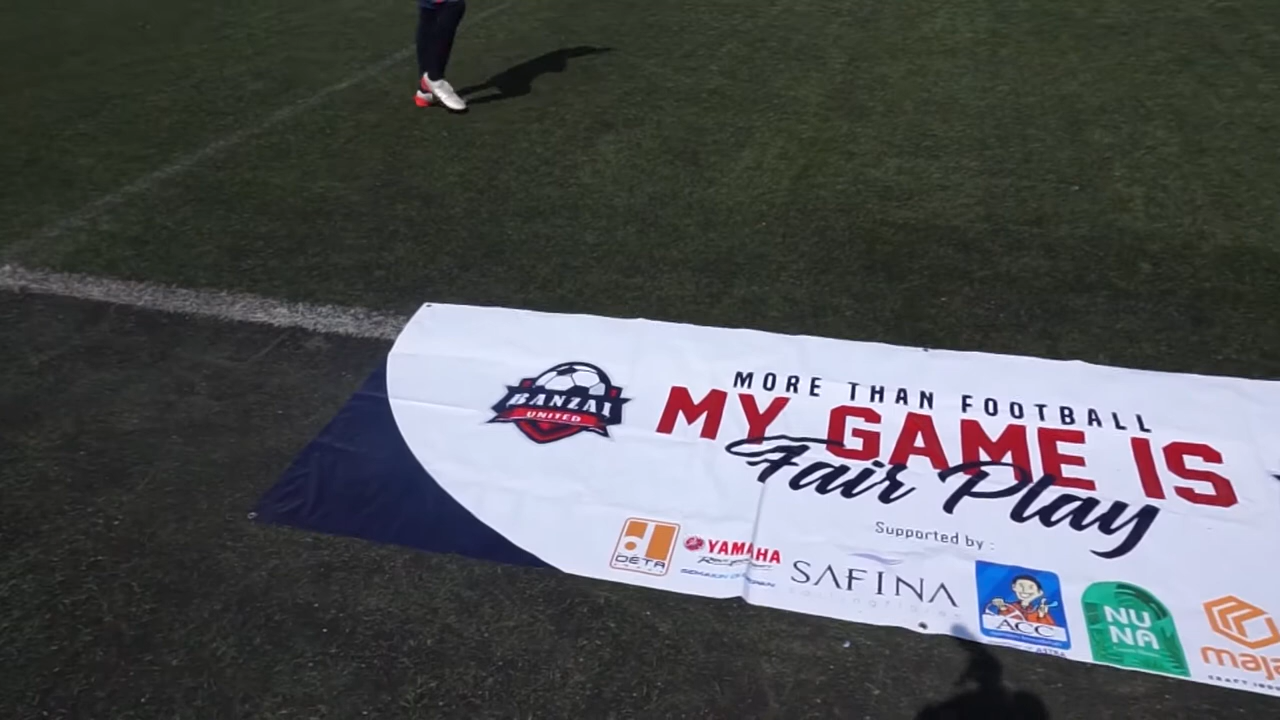 BANZAI
UNITED
MORE THAN FOOTBALL
MY GAME IS
Fair Play
Supported by :
DETA
YAMAHA
SAFINA
ACC
NU
NA
maja